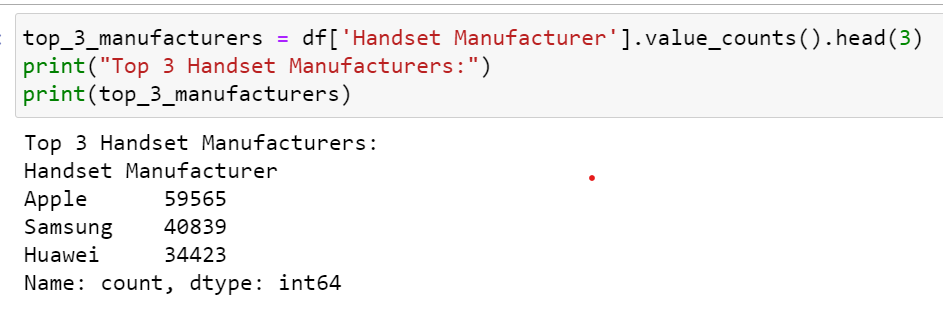 top_3_manufacturers = df['Handset Manufacturer'].value_counts().head(3)
print("Top 3 Handset Manufacturers:")
print(top_3_manufacturers)
Top 3 Handset Manufacturers:
Handset Manufacturer
Apple      59565
Samsung    40839
Huawei     34423
Name: count, dtype: int64